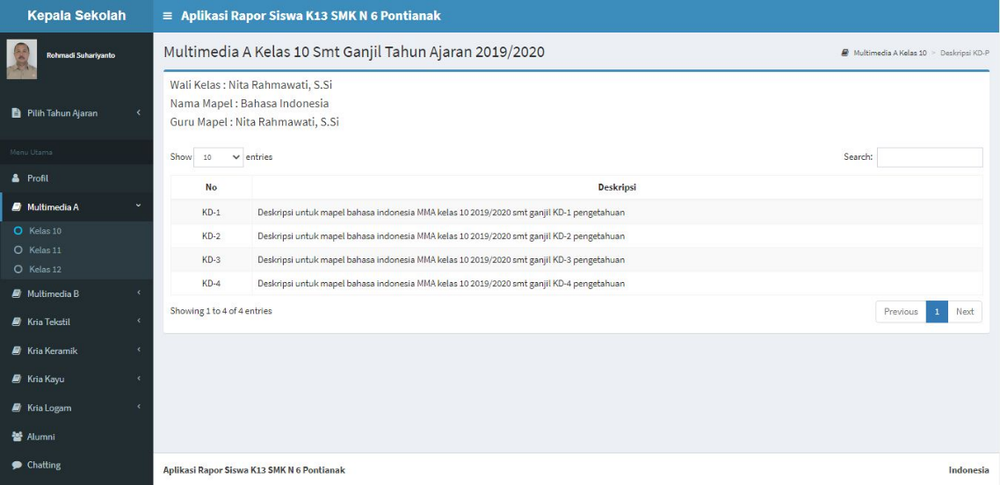 Kepala Sekolah
Aplikasi Rapor Siswa K13 SMK N 6 Pontianak
Rohmadi Suhariyanto
Pilih Tahun Ajaran
Menu Utama
Profil
Multimedia A
Kelas 10
Kelas 11
Kelas 12
Multimedia B
Kria Tekstil
Kria Keramik
Kria Kayu
Kria Logam
Alumni
Chatting
Multimedia A Kelas 10 Smt Ganjil Tahun Ajaran 2019/2020
Multimedia A Kelas 10 > Deskripsi KD-P
Wali Kelas : Nita Rahmawati, S.Si
Nama Mapel : Bahasa Indonesia
Guru Mapel : Nita Rahmawati, S.Si
Show 10 entries Search:
No Deskripsi
KD-1 Deskripsi untuk mapel bahasa indonesia MMA kelas 10 2019/2020 smt ganjil KD-1 pengetahuan
KD-2 Deskripsi untuk mapel bahasa indonesia MMA kelas 10 2019/2020 smt ganjil KD-2 pengetahuan
KD-3 Deskripsi untuk mapel bahasa indonesia MMA kelas 10 2019/2020 smt ganjil KD-3 pengetahuan
KD-4 Deskripsi untuk mapel bahasa indonesia MMA kelas 10 2019/2020 smt ganjil KD-4 pengetahuan
Showing 1 to 4 of 4 entries Previous 1 Next
Aplikasi Rapor Siswa K13 SMK N 6 Pontianak Indonesia